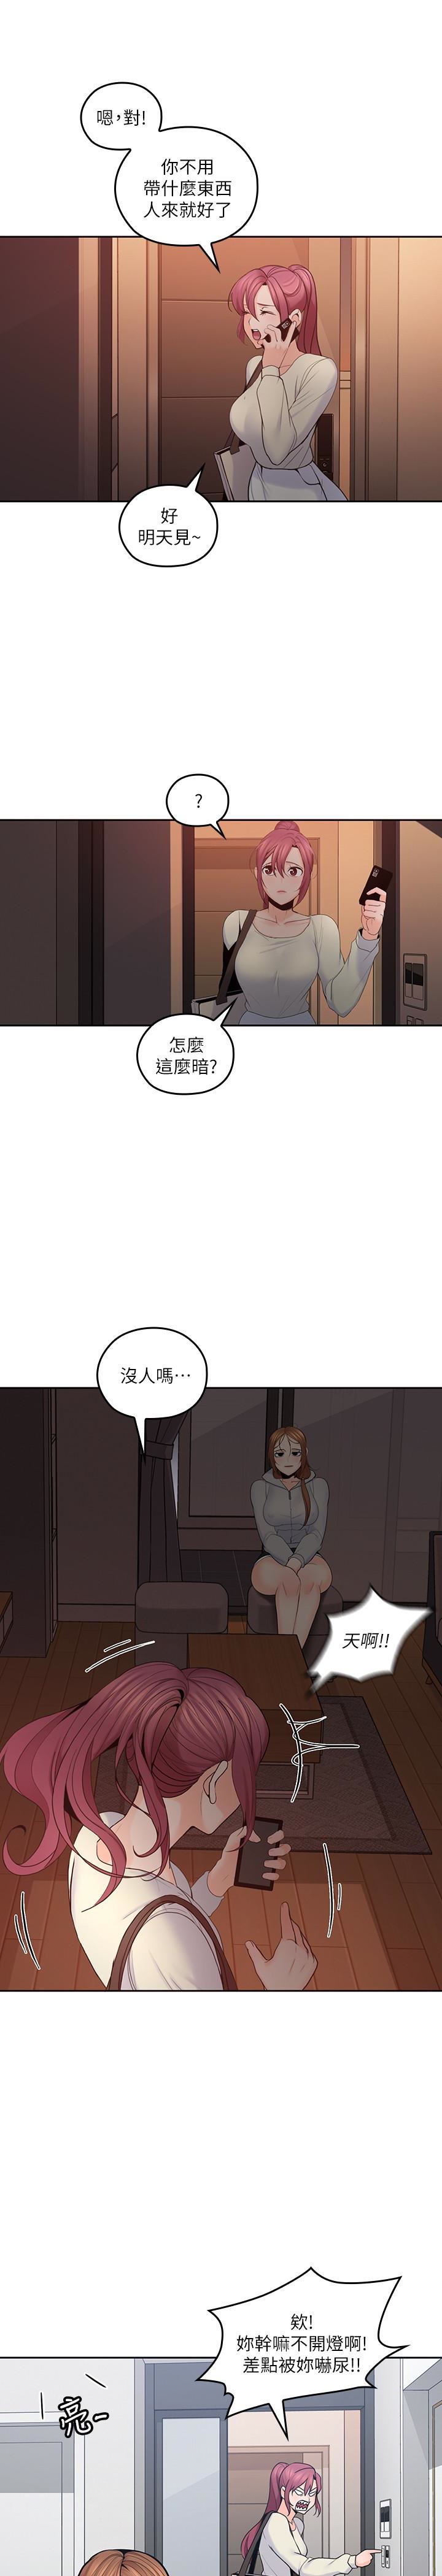 嗯，對!
你不用
帶什麼東西
人來就好了
好
明天見~
?
怎麼
這麼暗?
沒人嗎…
天啊!!
欸!
妳幹嘛不開燈啊!
差點被妳嚇尿!!
亮-